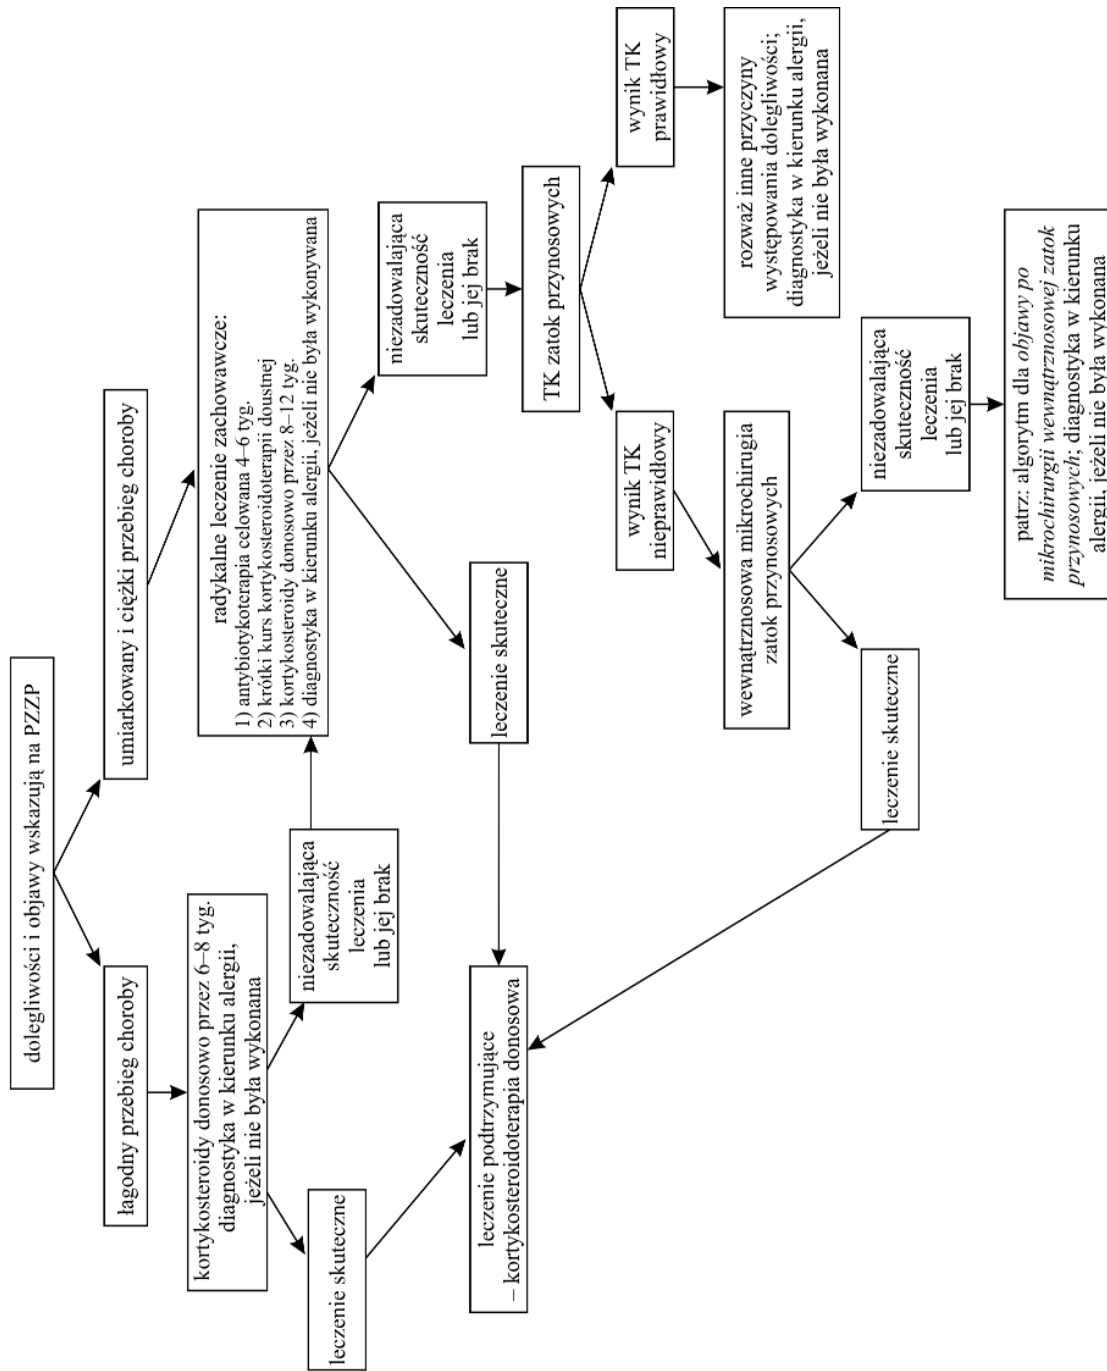 dolegliwości i objawy wskazują na PZZP
łagodny przebieg choroby
umiarkowany i ciężki przebieg choroby
kortykosteroidy donosowo przez 6–8 tyg.
diagnostyka w kierunku alergii,
jeżeli nie była wykonana
radykalne leczenie zachowawcze:
1) antybiotykoterapia celowana 4–6 tyg.
2) krótki kurs kortykosteroidoterapii doustnej
3) kortykosteroidy donosowo przez 8–12 tyg.
4) diagnostyka w kierunku alergii, jeżeli nie była wykonywana
leczenie skuteczne
niezadowalająca
skuteczność
leczenia
lub jej brak
leczenie skuteczne
niezadowalająca
skuteczność
leczenia
lub jej brak
leczenie podtrzymujące
– kortykosteroidoterapia donosowa
TK zatok przynosowych
wynik TK
nieprawidłowy
wynik TK
prawidłowy
wewnątrznosowa mikrochirugia
zatok przynosowych
rozważ inne przyczyny
występowania dolegliwości;
diagnostyka w kierunku alergii,
jeżeli nie była wykonana
leczenie skuteczne
niezadowalająca
skuteczność
leczenia
lub jej brak
patrz: algorytm dla objawy po
mikrochirurgii wewnątrznosowej zatok
przynosowych; diagnostyka w kierunku
alergii, jeżeli nie była wykonana